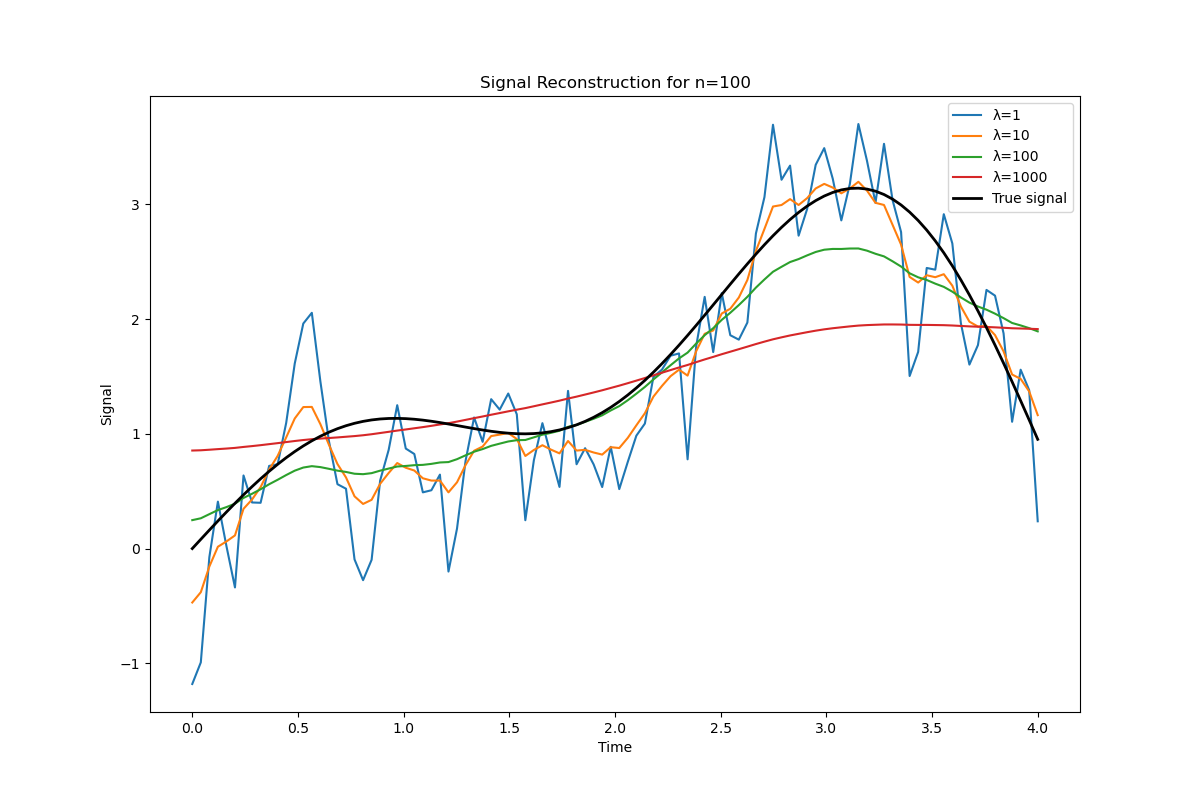 Signal Reconstruction for n=100
λ=1
λ=10
λ=100
λ=1000
True signal
3
2
1
0
−1
Signal
0.0 0.5 1.0 1.5 2.0 2.5 3.0 3.5 4.0
Time